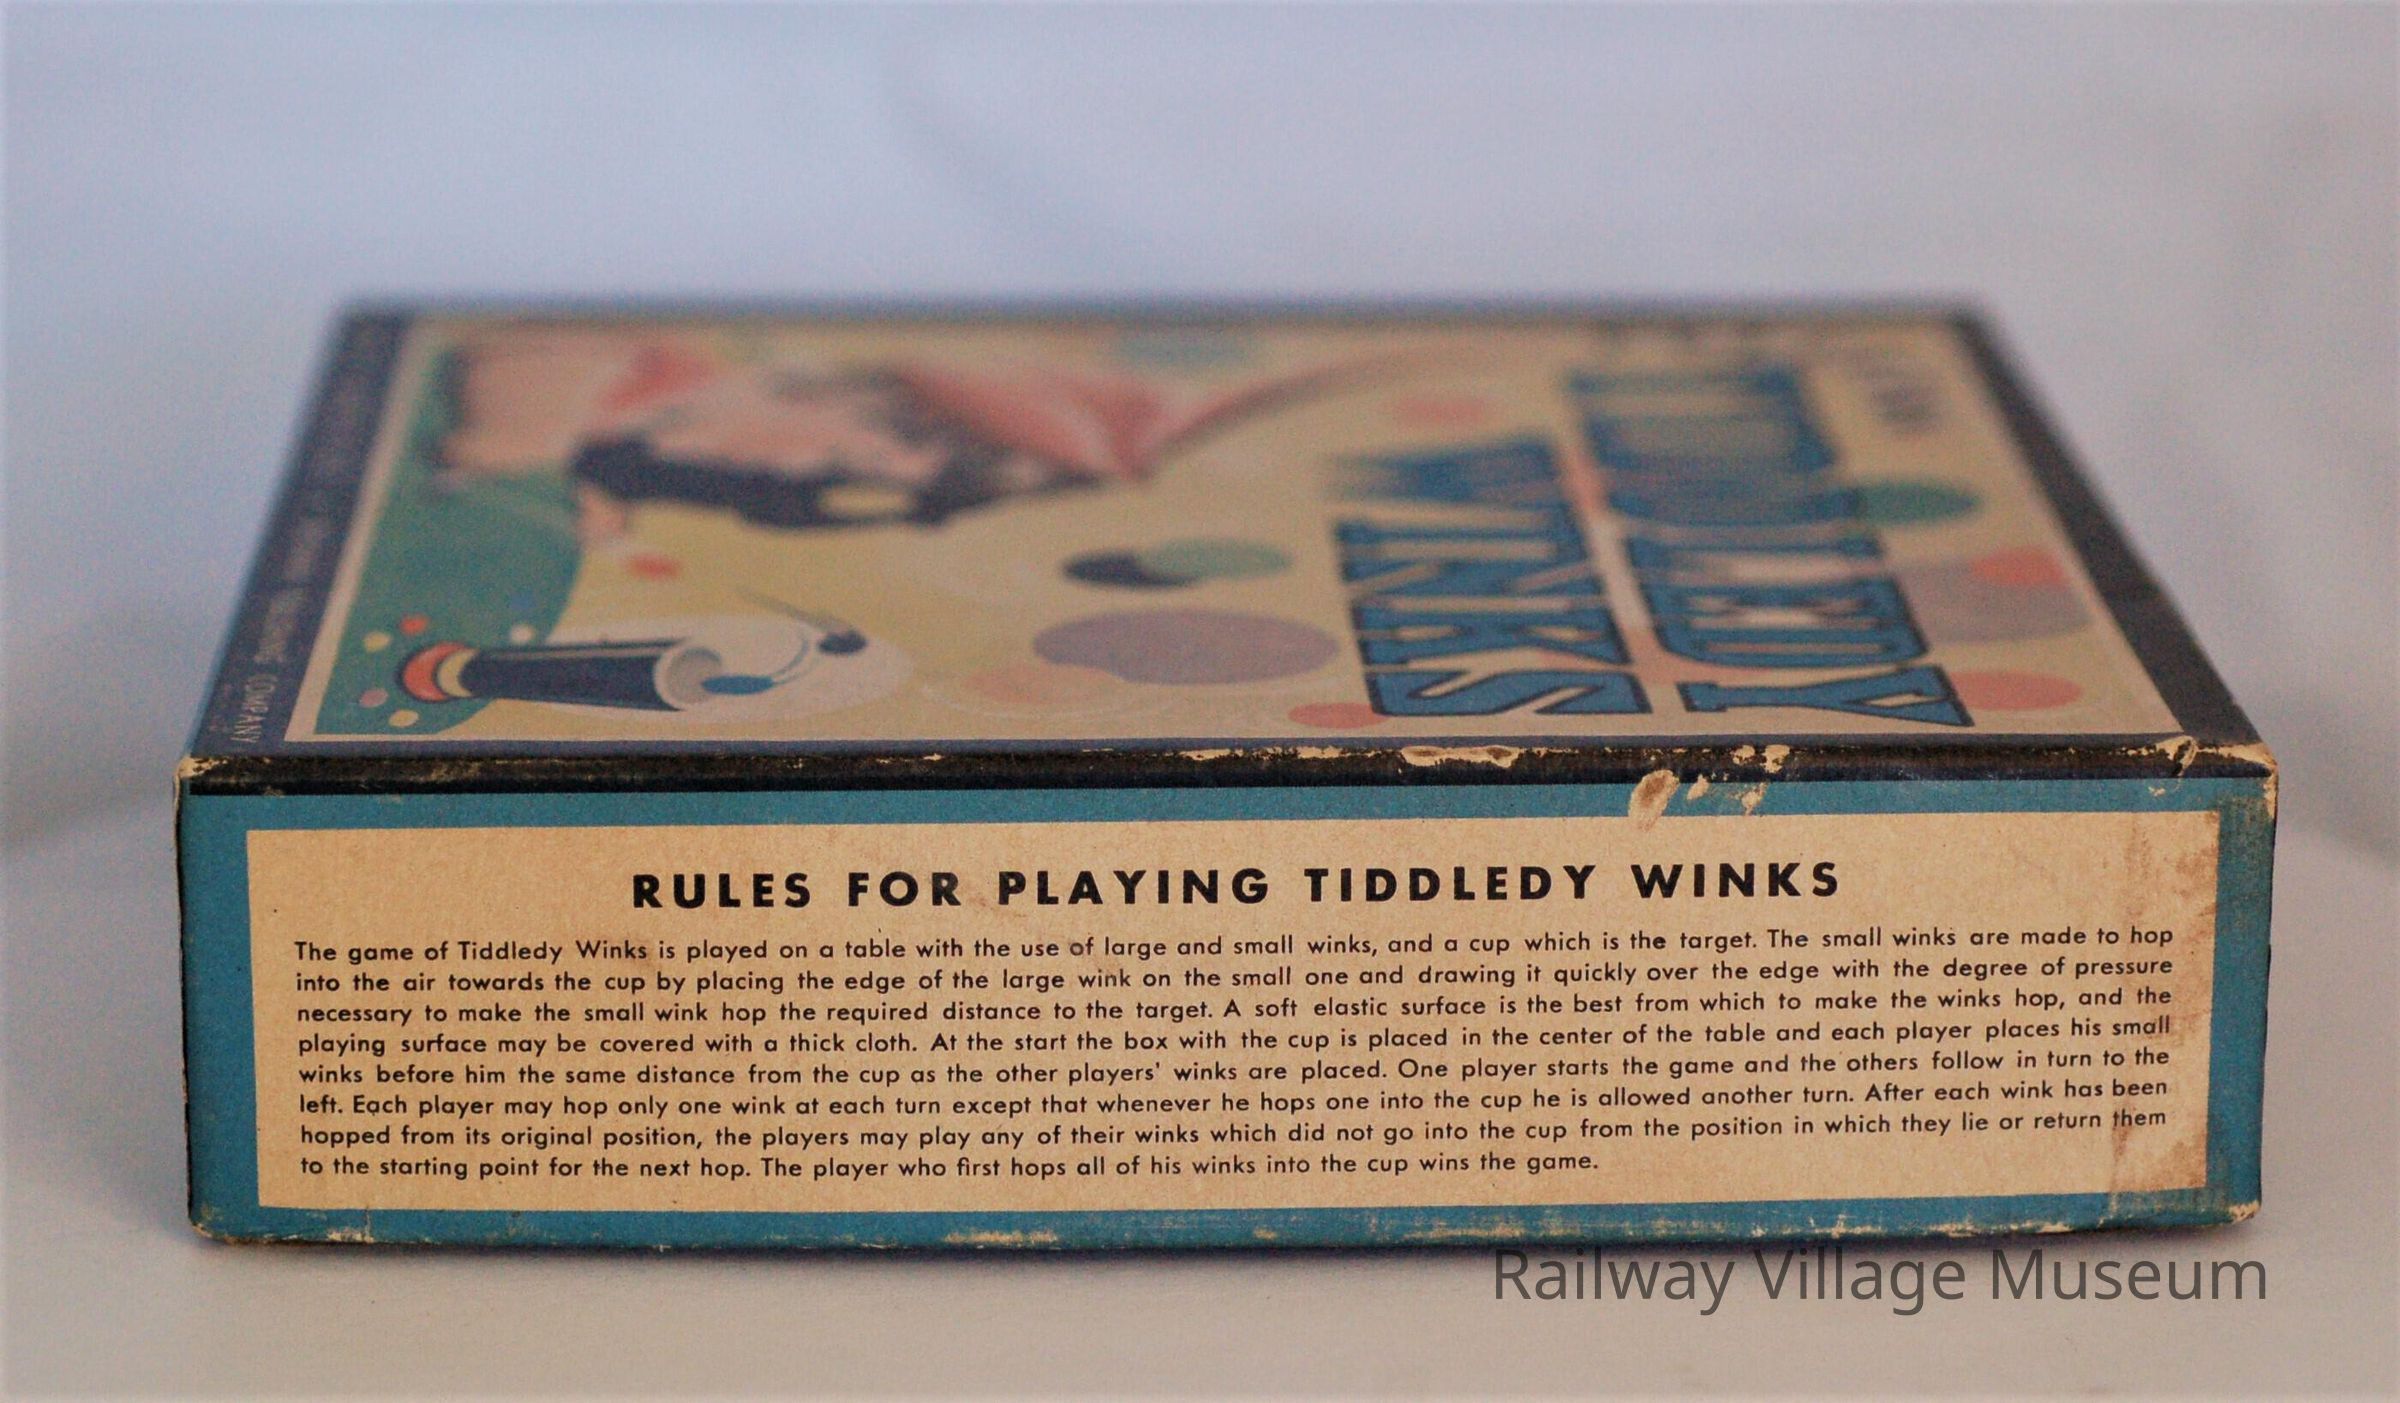 TIDDLEDY
WINKS
COMPANY
RULES FOR PLAYING TIDDLEDY WINKS
The game of Tiddledy Winks is played on a table with the use of large and small winks, and a cup which is the target. The small winks are made to hop
into the air towards the cup by placing the edge of the large wink on the small one and drawing it quickly over the edge with the degree of pressure
necessary to make the small wink hop the required distance to the target. A soft elastic surface is the best from which to make the winks hop, and the
playing surface may be covered with a thick cloth. At the start the box with the cup is placed in the center of the table and each player places his small
winks before him the same distance from the cup as the other players' winks are placed. One player starts the game and the others follow in turn to the
left. Each player may hop only one wink at each turn except that whenever he hops one into the cup he is allowed another turn. After each wink has been
hopped from its original position, the players may play any of their winks which did not go into the cup from the position in which they lie or return them
to the starting point for the next hop. The player who first hops all of his winks into the cup wins the game.
Railway Village Museum